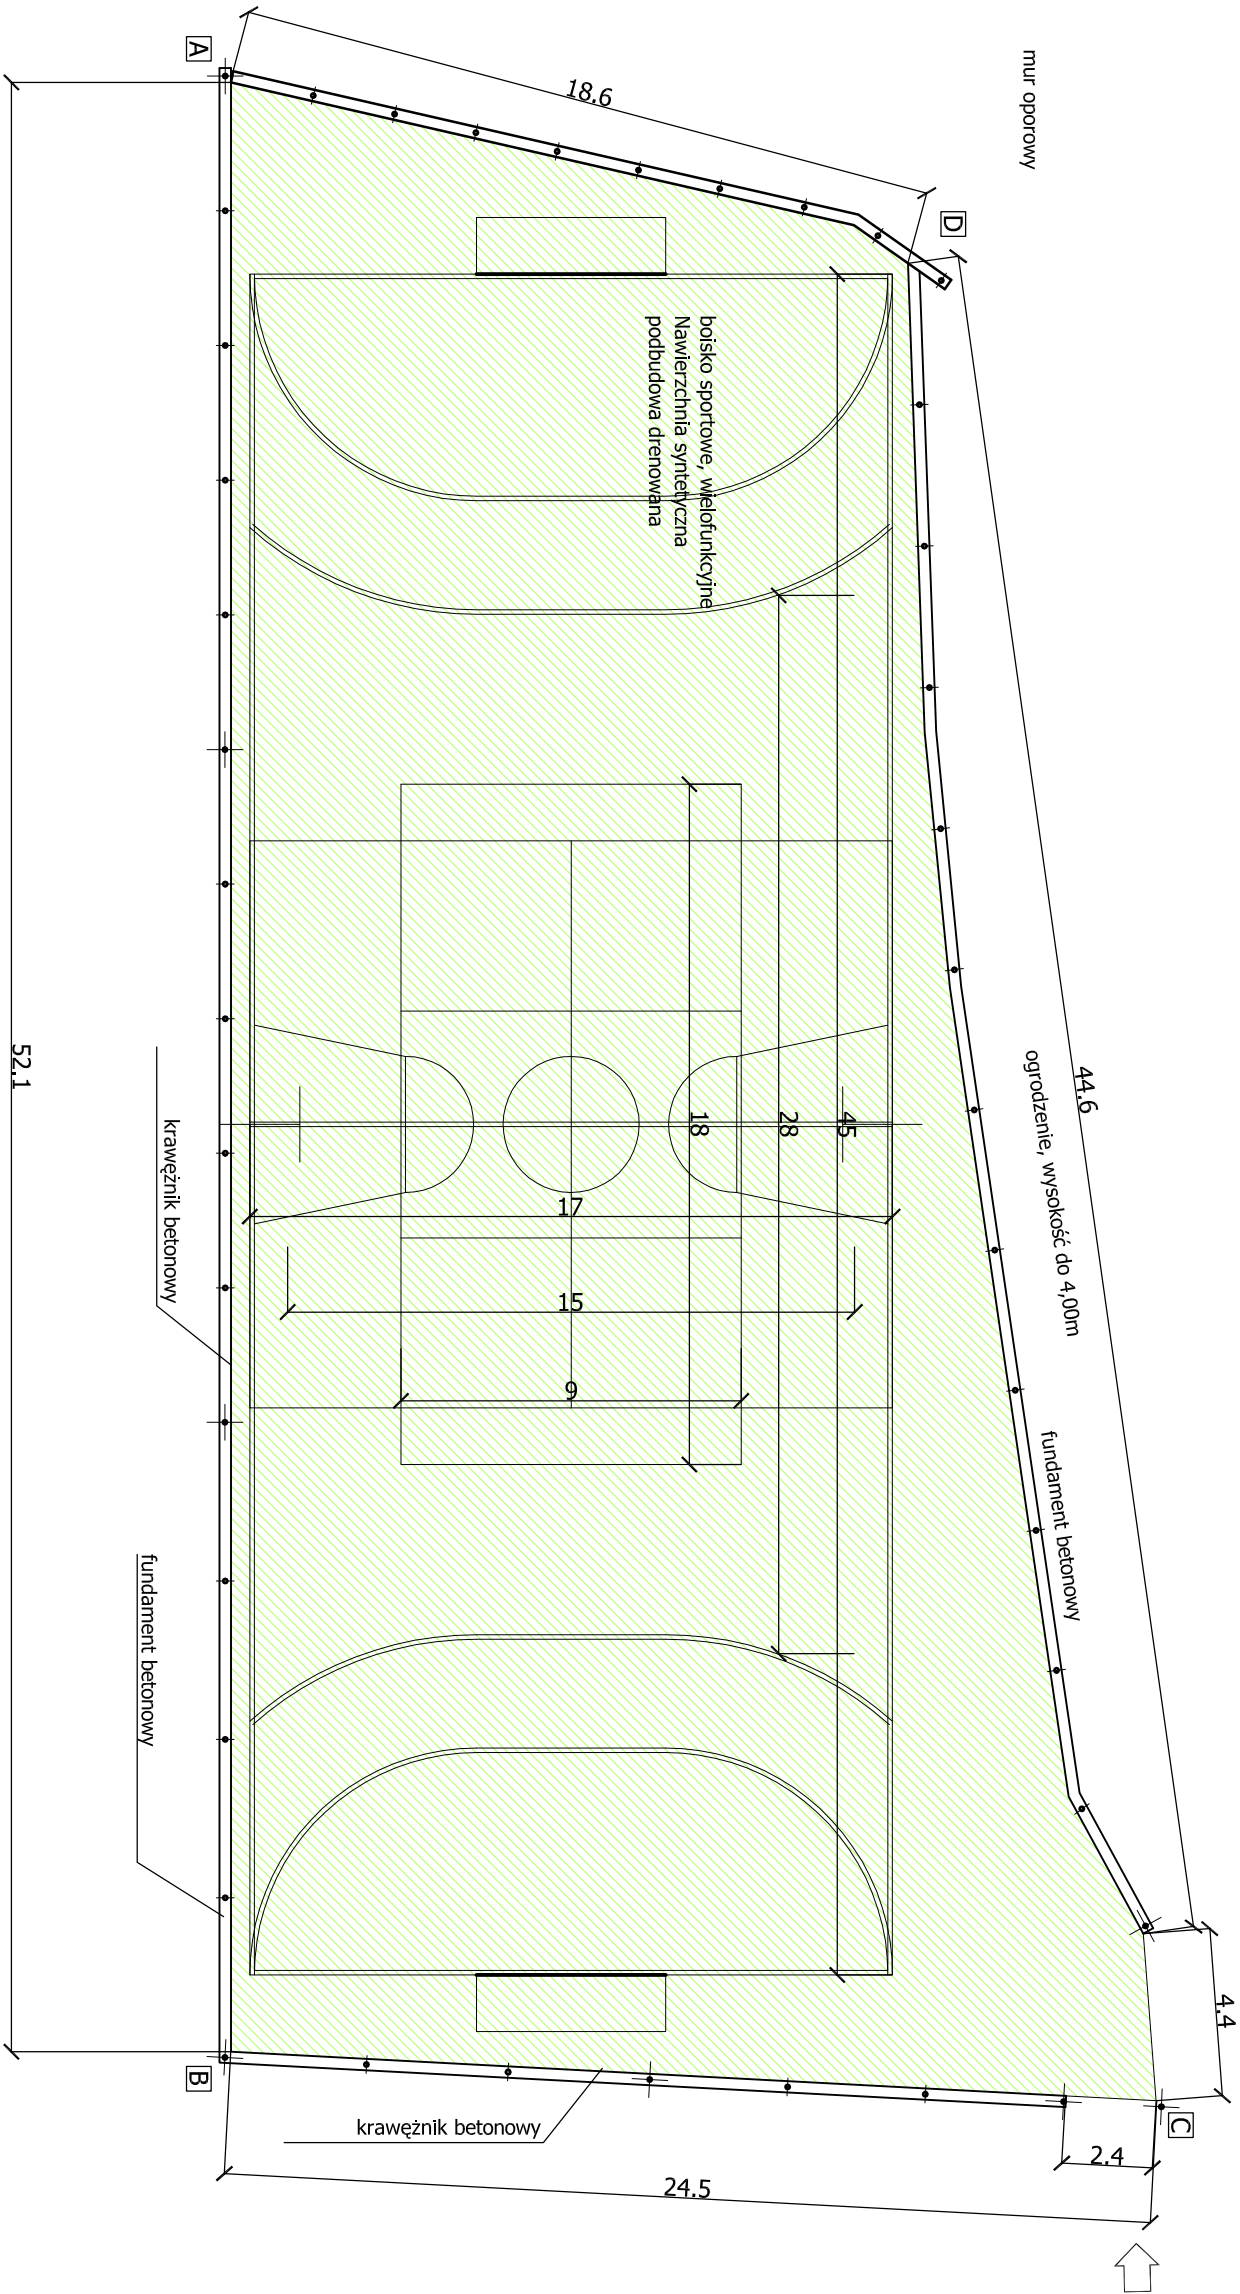 A
18.6
mur oporowy
D
boisko sportowe, wielofunkcyjne
Nawierzchnia syntetyczna
podbudowa drenowana
52.1
44.6
ogrodzenie, wysokość do 4,00m
krawężnik betonowy
18
28
45
17
15
9
fundament betonowy
fundament betonowy
4.4
B
C
krawężnik betonowy
2.4
24.5